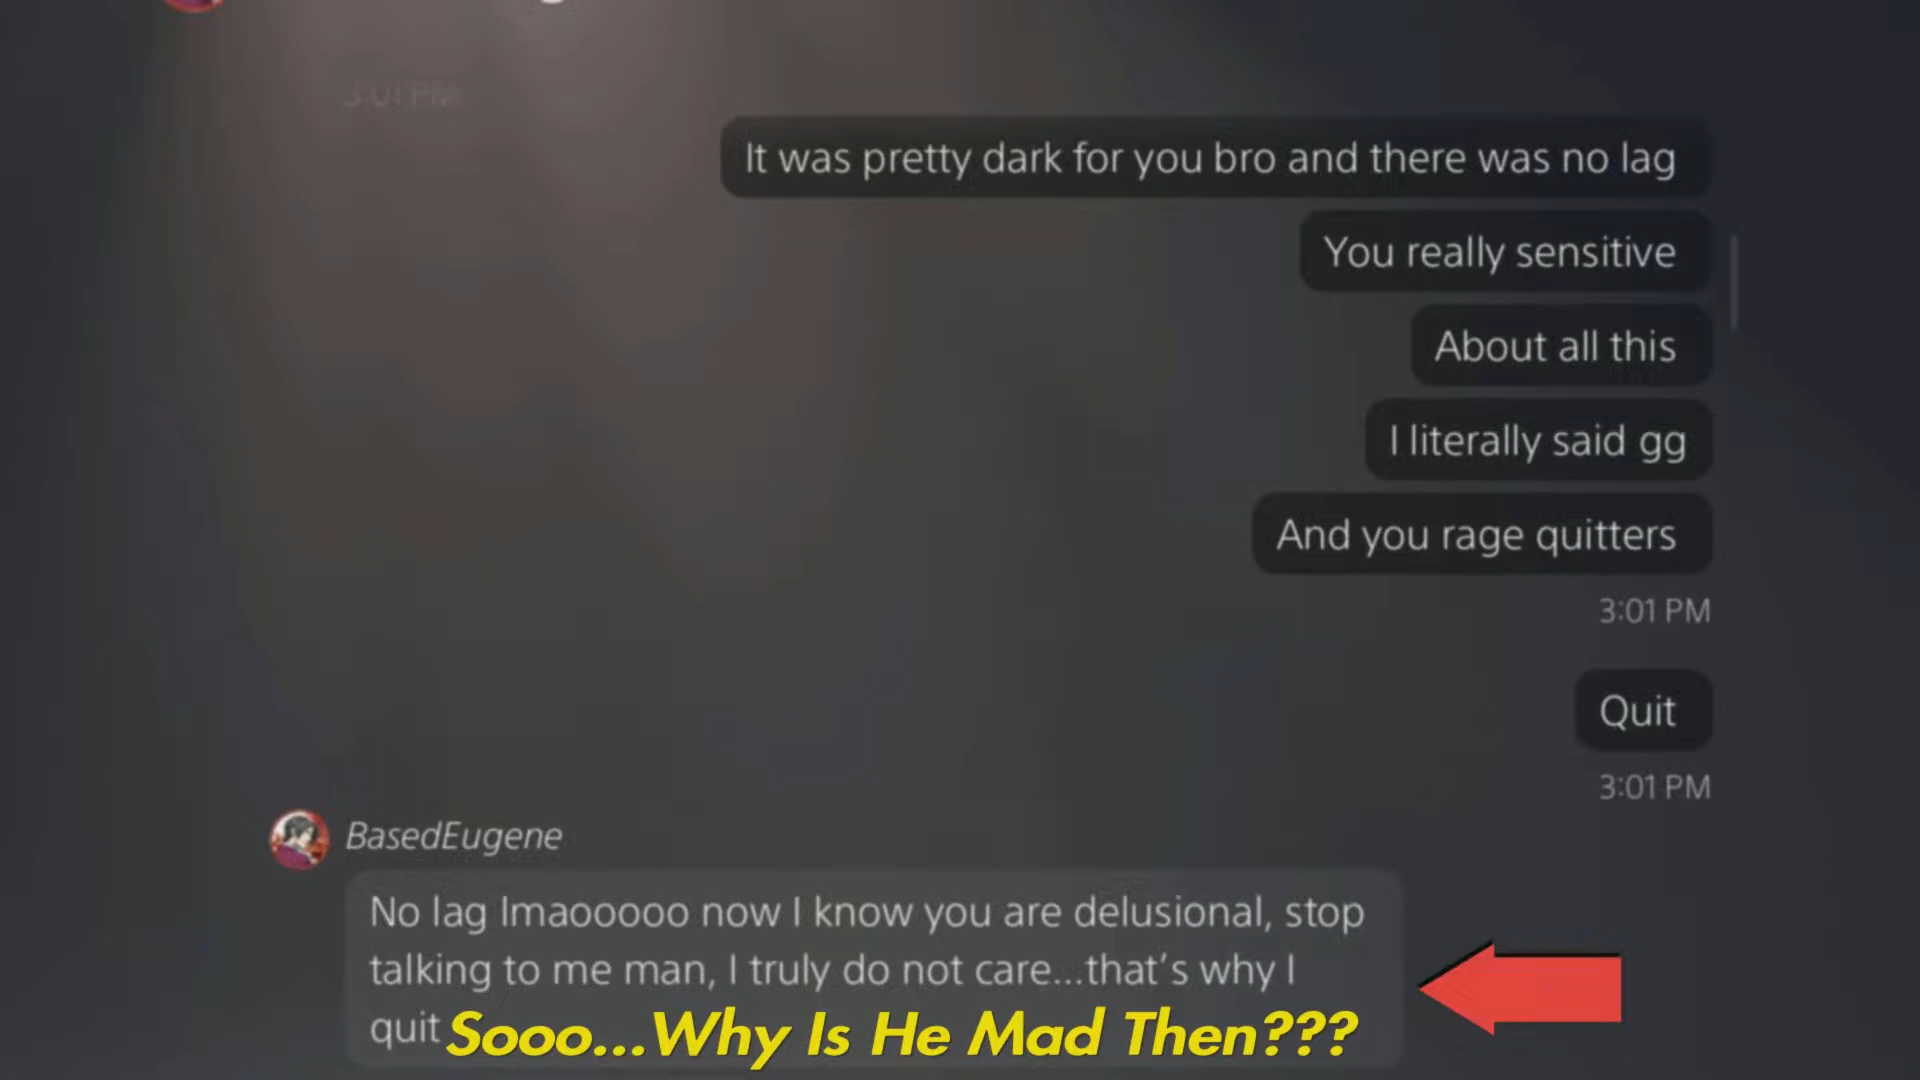 3:01 PM
It was pretty dark for you bro and there was no lag
You really sensitive
About all this
I literally said gg
And you rage quitters
3:01 PM
Quit
3:01 PM
BasedEugene
No lag lmaooooo now I know you are delusional, stop
talking to me man, I truly do not care...that's why I
quit
Sooo...Why Is He Mad Then???